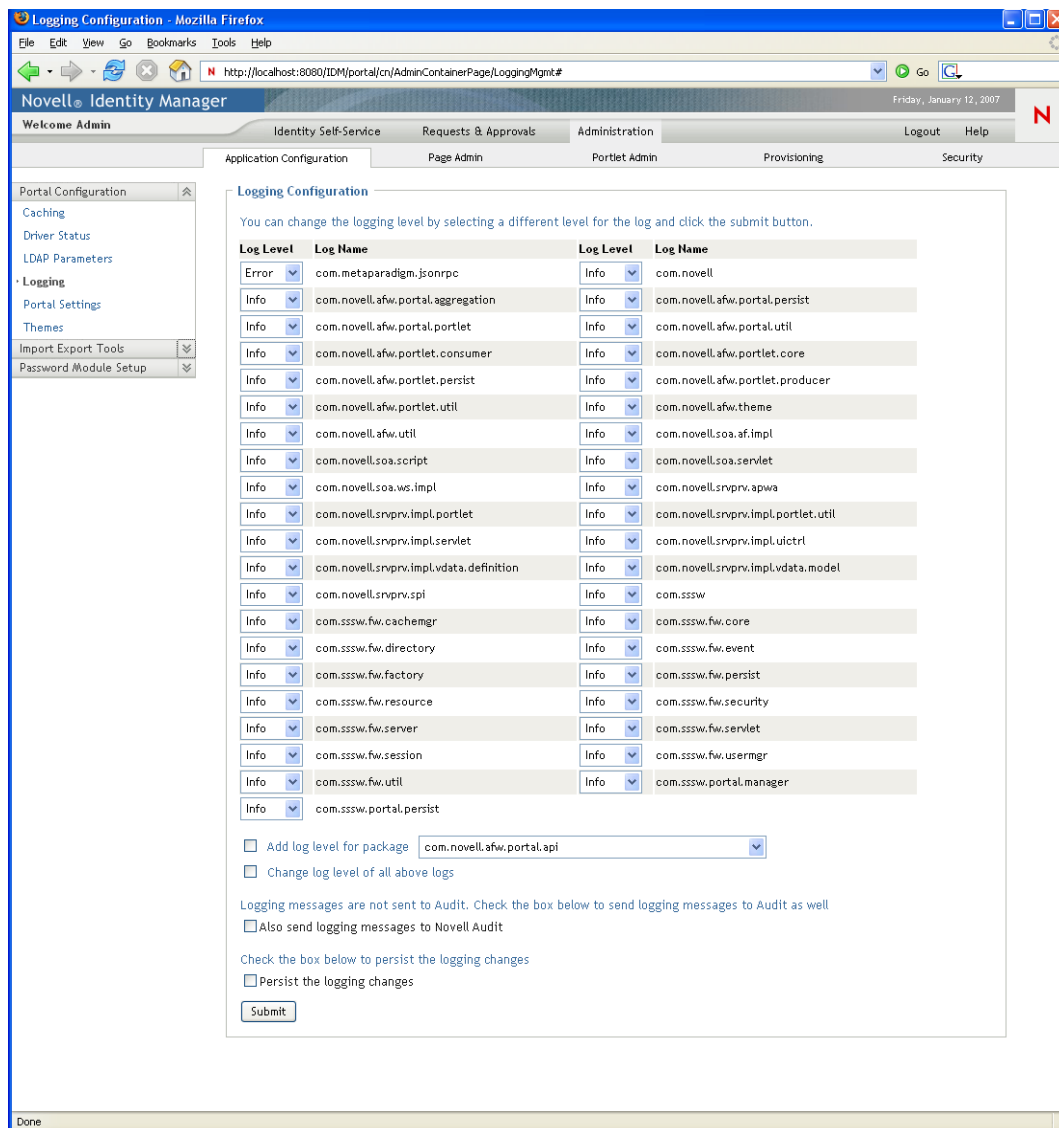 Logging Configuration - Mozilla Firefox
File Edit View Go Bookmarks Tools Help
N http://localhost:8080/IDM/portal/cn/AdminContainerPage/LoggingMgmt# Go G
Novell® Identity Manager Friday, January 12, 2007
N
Welcome Admin Identity Self-Service Requests & Approvals Administration Logout Help
Application Configuration Page Admin Portlet Admin Provisioning Security
Portal Configuration
Caching
Driver Status
LDAP Parameters
Logging
Portal Settings
Themes
Import Export Tools
Password Module Setup
Logging Configuration
You can change the logging level by selecting a different level for the log and click the submit button.
Log Level Log Name Log Level Log Name
Error com.metaparadigm.jsonrpc Info com.novell
Info com.novell.afw.portal.aggregation Info com.novell.afw.portal.persist
Info com.novell.afw.portal.portlet Info com.novell.afw.portal.util
Info com.novell.afw.portlet.consumer Info com.novell.afw.portlet.core
Info com.novell.afw.portlet.persist Info com.novell.afw.portlet.producer
Info com.novell.afw.portlet.util Info com.novell.afw.theme
Info com.novell.afw.util Info com.novell.soa.af.impl
Info com.novell.soa.script Info com.novell.soa.servlet
Info com.novell.soa.ws.impl Info com.novell.srvprv.apwa
Info com.novell.srvprv.impl.portlet Info com.novell.srvprv.impl.portlet.util
Info com.novell.srvprv.impl.servlet Info com.novell.srvprv.impl.uictrl
Info com.novell.srvprv.impl.vdata.definition Info com.novell.srvprv.impl.vdata.model
Info com.novell.srvprv.spi Info com.sssw
Info com.sssw.fw.cachemgr Info com.sssw.fw.core
Info com.sssw.fw.directory Info com.sssw.fw.event
Info com.sssw.fw.factory Info com.sssw.fw.persist
Info com.sssw.fw.resource Info com.sssw.fw.security
Info com.sssw.fw.server Info com.sssw.fw.servlet
Info com.sssw.fw.session Info com.sssw.fw.usermgr
Info com.sssw.fw.util Info com.sssw.portal.manager
Info com.sssw.portal.persist
Add log level for package com.novell.afw.portal.api
Change log level of all above logs
Logging messages are not sent to Audit. Check the box below to send logging messages to Audit as well
Also send logging messages to Novell Audit
Check the box below to persist the logging changes
Persist the logging changes
Submit
Done